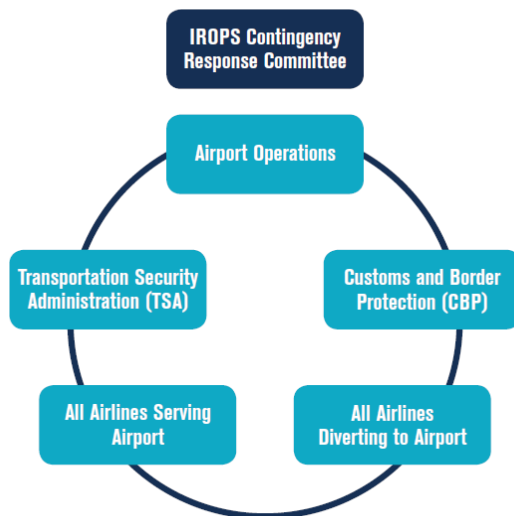 IROPS Contingency
Response Committee
Airport Operations
Transportation Security
Administration (TSA)
Customs and Border
Protection (CBP)
All Airlines Serving
Airport
All Airlines
Diverting to Airport